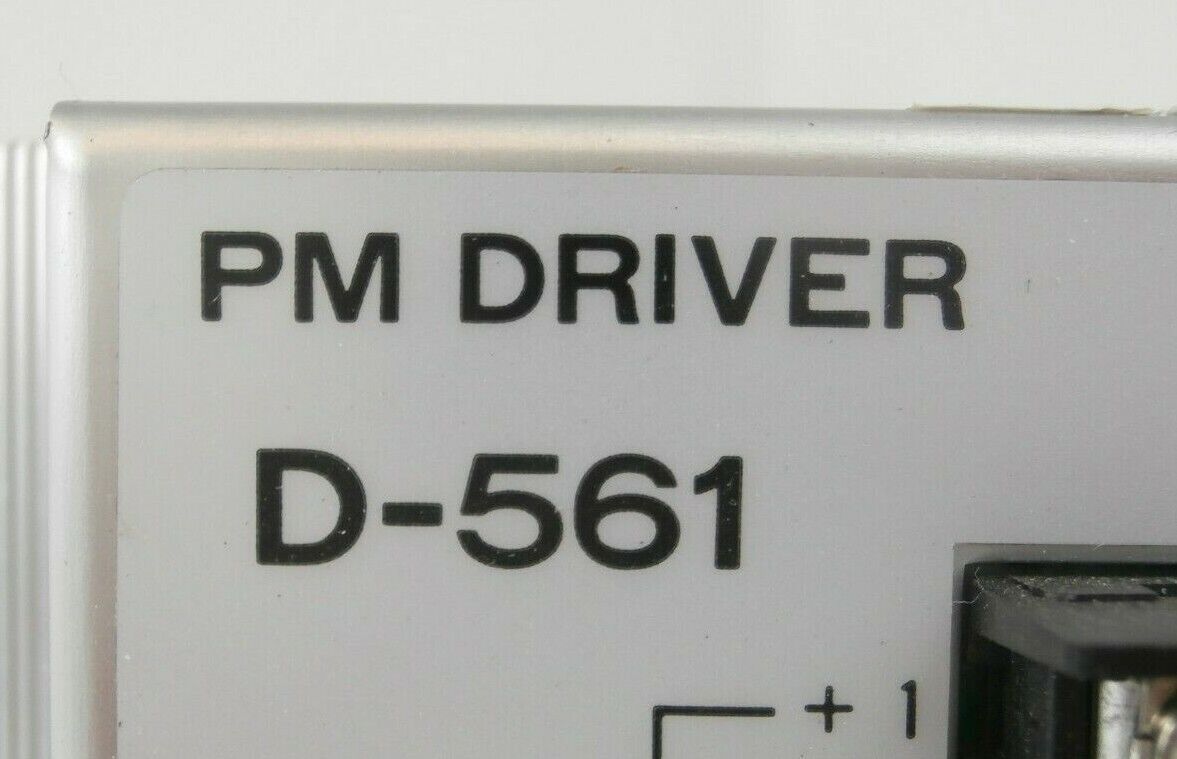 PM DRIVER
D-561
+ 1